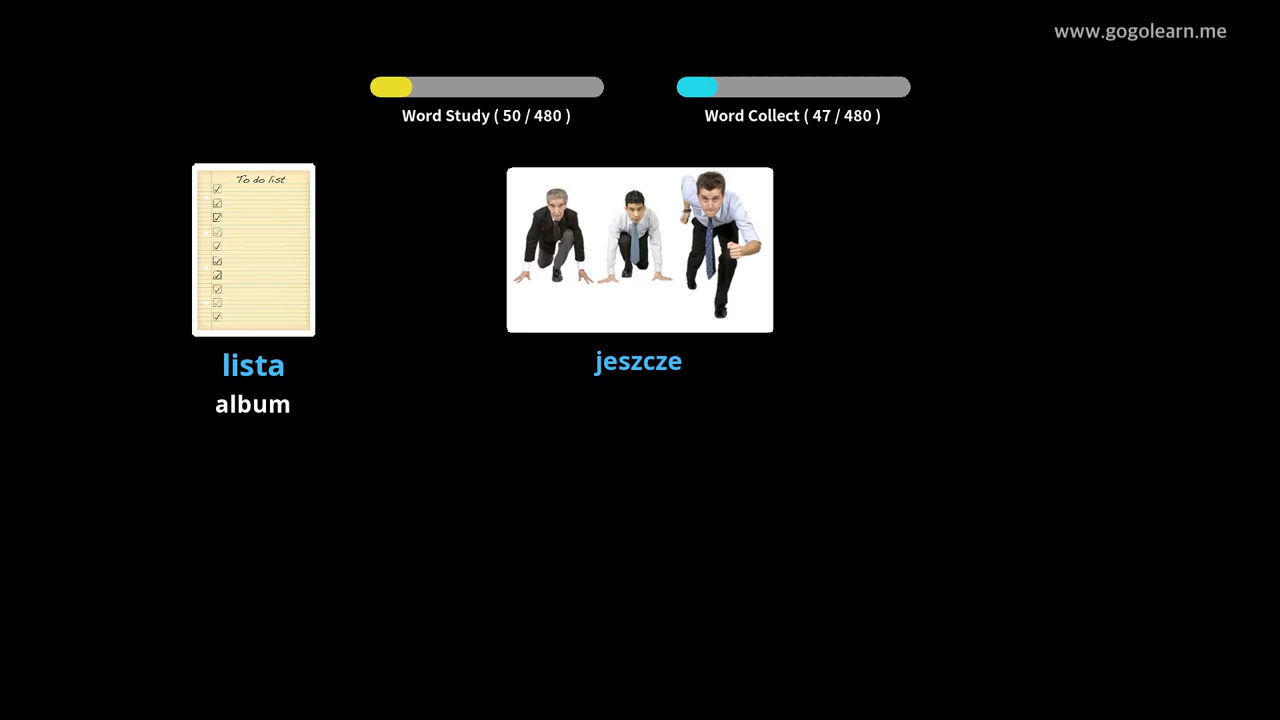 www.gogolearn.me
Word Study ( 50 / 480 )
Word Collect ( 47 / 480 )
To do list
lista
album
jeszcze